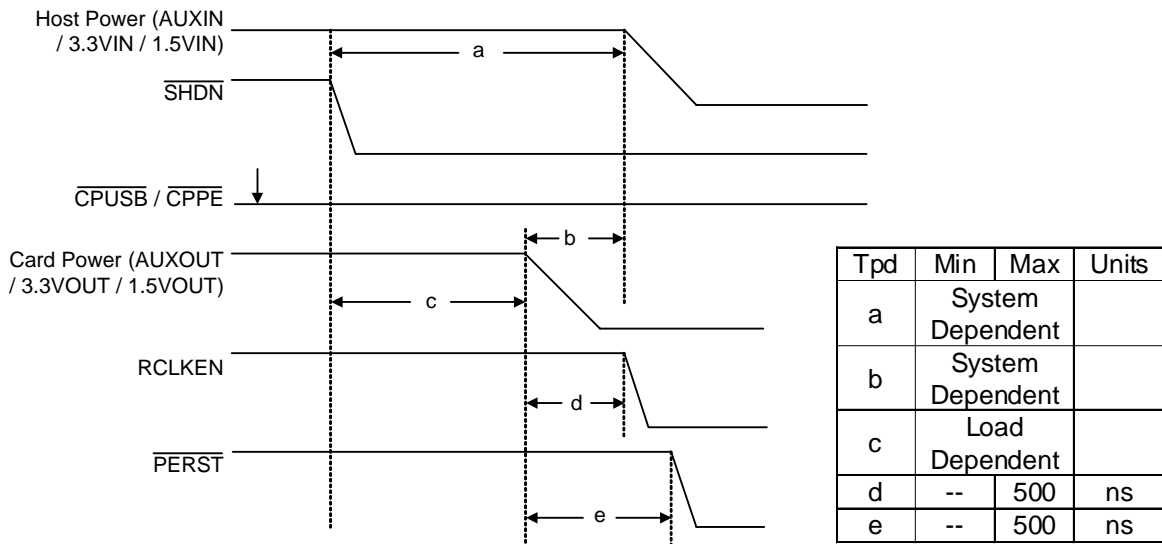 Host Power (AUXIN
/ 3.3VIN / 1.5VIN)
a
SHDN
CPUSB / CPPE
b
Card Power (AUXOUT
/ 3.3VOUT / 1.5VOUT)
c
RCLKEN
d
PERST
e
Tpd Min Max Units
a System
Dependent
b System
Dependent
c Load
Dependent
d -- 500 ns
e -- 500 ns